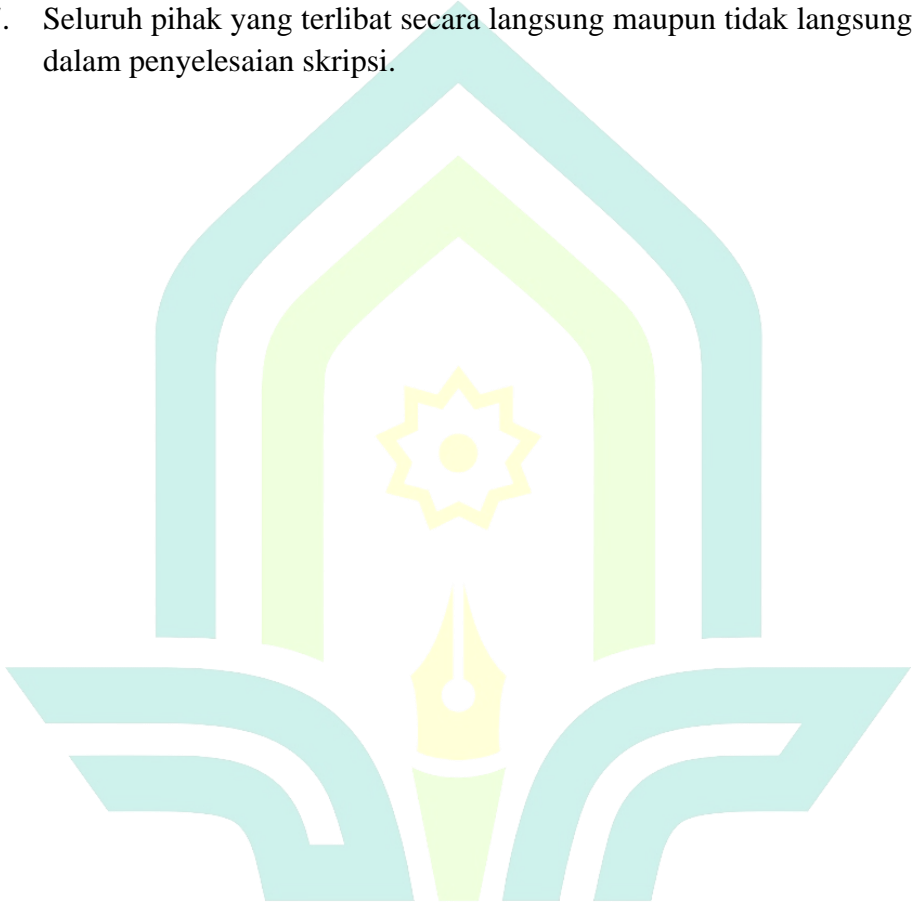 . Seluruh pihak yang terlibat secara langsung maupun tidak langsung
dalam penyelesaian skripsi.